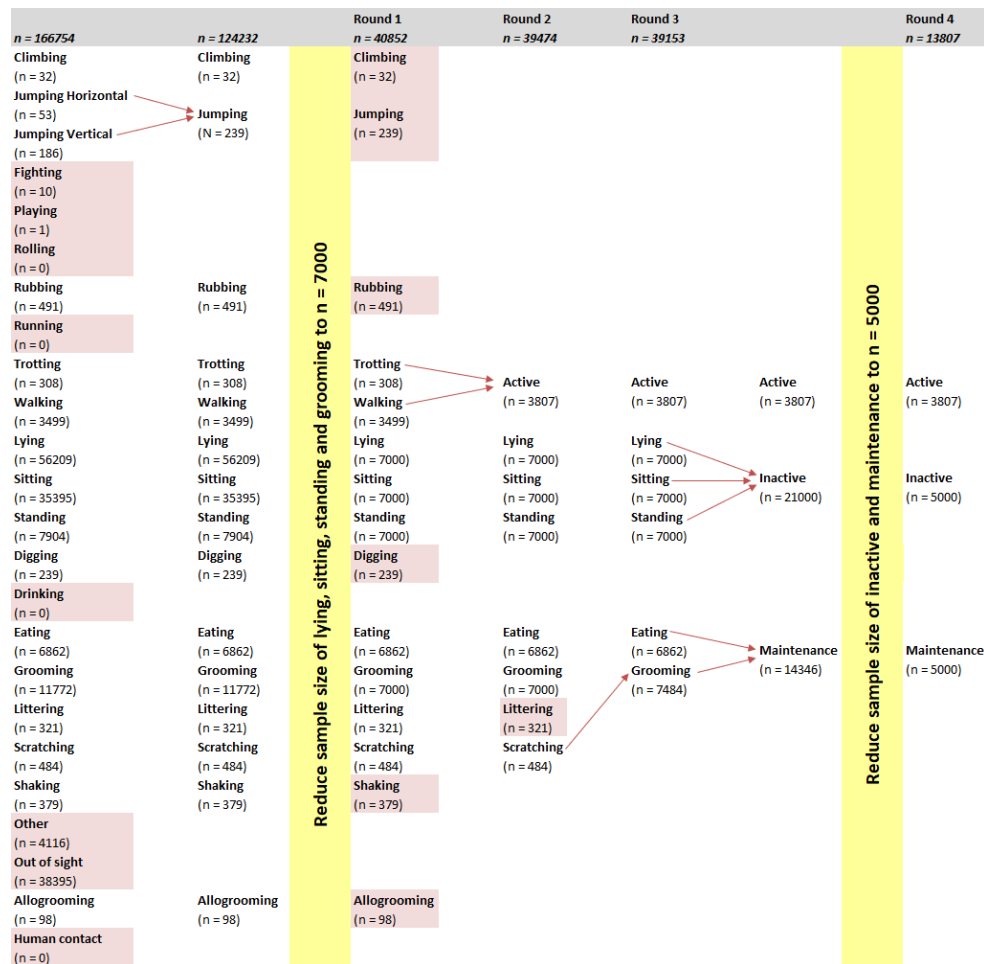 Round 1 Round 2 Round 3 Round 4
n = 166754 n = 124232 n = 40852 n = 39474 n = 39153 n = 13807
Climbing Climbing Climbing
(n = 32) (n = 32) (n = 32)
Jumping Horizontal
(n = 53) Jumping Jumping
Jumping Vertical (N = 239) (n = 239)
(n = 186)
Fighting
(n = 10)
Playing
(n = 1)
Rolling
(n = 0)
Rubbing Rubbing Rubbing
(n = 491) (n = 491) (n = 491)
Running
(n = 0)
Trotting Trotting Trotting
(n = 308) (n = 308) (n = 308) Active Active Active Active
Walking Walking Walking (n = 3807) (n = 3807) (n = 3807) (n = 3807)
(n = 3499) (n = 3499) (n = 3499)
Lying Lying Lying Lying Lying
(n = 56209) (n = 56209) (n = 7000) (n = 7000) (n = 7000)
Sitting Sitting Sitting Sitting Sitting Inactive Inactive
(n = 35395) (n = 35395) (n = 7000) (n = 7000) (n = 7000) (n = 21000) (n = 5000)
Standing Standing Standing Standing Standing
(n = 7904) (n = 7904) (n = 7000) (n = 7000) (n = 7000)
Digging Digging Digging
(n = 239) (n = 239) (n = 239)
Drinking
(n = 0)
Eating Eating Eating Eating Eating
(n = 6862) (n = 6862) (n = 6862) (n = 6862) (n = 6862) Maintenance Maintenance
Grooming Grooming Grooming Grooming Grooming (n = 14346) (n = 5000)
(n = 11772) (n = 11772) (n = 7000) (n = 7000) (n = 7484)
Littering Littering Littering Littering
(n = 321) (n = 321) (n = 321) (n = 321)
Scratching Scratching Scratching Scratching
(n = 484) (n = 484) (n = 484) (n = 484)
Shaking Shaking Shaking
(n = 379) (n = 379) (n = 379)
Other
(n = 4116)
Out of sight
(n = 38395)
Allogrooming Allogrooming Allogrooming
(n = 98) (n = 98) (n = 98)
Human contact
(n = 0)
Reduce sample size of lying, sitting, standing and grooming to n = 7000
Reduce sample size of inactive and maintenance to n = 5000